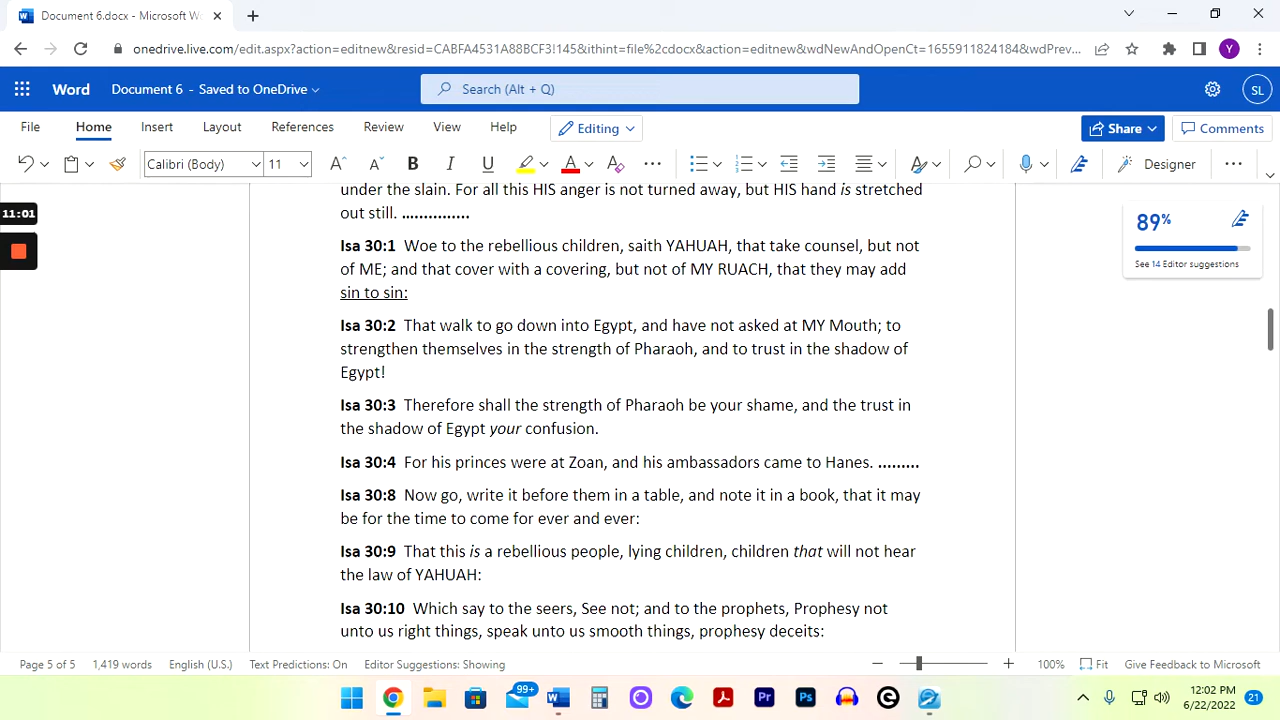 Document 6.docx - Microsoft W
onedrive.live.com/edit.aspx?action=editnew&resid=CABFA4531A88BCF3!145&ithint=file%2cdocx&action=editnew&wdNewAndOpenCt=1655911824184&wdPrev...
Y
Word
Document 6 - Saved to OneDrive
Search (Alt + Q)
SL
File
Home
Insert
Layout
References
Review
View
Help
Editing
Share
Comments
Calibri (Body)
11
Designer
11:01
89%
See 14 Editor suggestions
under the slain. For all this HIS anger is not turned away, but HIS hand is stretched
out still. ...............
Isa 30:1 Woe to the rebellious children, saith YAHUAH, that take counsel, but not
of ME; and that cover with a covering, but not of MY RUACH, that they may add
sin to sin:
Isa 30:2 That walk to go down into Egypt, and have not asked at MY Mouth; to
strengthen themselves in the strength of Pharaoh, and to trust in the shadow of
Egypt!
Isa 30:3 Therefore shall the strength of Pharaoh be your shame, and the trust in
the shadow of Egypt your confusion.
Isa 30:4 For his princes were at Zoan, and his ambassadors came to Hanes. .........
Isa 30:8 Now go, write it before them in a table, and note it in a book, that it may
be for the time to come for ever and ever:
Isa 30:9 That this is a rebellious people, lying children, children that will not hear
the law of YAHUAH:
Isa 30:10 Which say to the seers, See not; and to the prophets, Prophesy not
unto us right things, speak unto us smooth things, prophesy deceits:
Page 5 of 5
1,419 words
English (U.S.)
Text Predictions: On
Editor Suggestions: Showing
100%
Fit
Give Feedback to Microsoft
99+
Pr
Ps
12:02 PM
6/22/2022
21